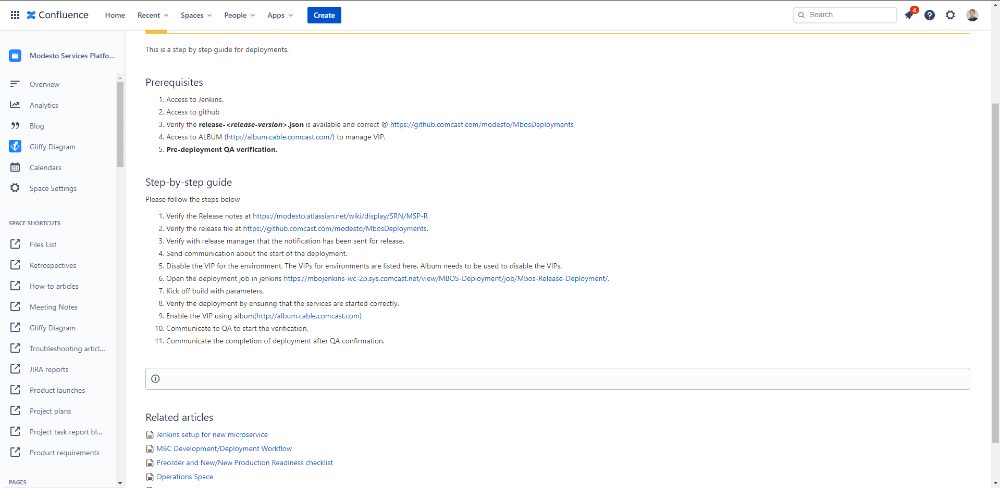 Confluence
Home Recent Spaces People Apps Create
Search
4
Modesto Services Platfo...
Overview
Analytics
Blog
Gliffy Diagram
Calendars
Space Settings
SPACE SHORTCUTS
Files List
Retrospectives
How-to articles
Meeting Notes
Gliffy Diagram
Troubleshooting articl...
JIRA reports
Product launches
Project plans
Project task report bl...
Product requirements
PAGES
This is a step by step guide for deployments.
Prerequisites
1. Access to Jenkins.
2. Access to github
3. Verify the release-<release-version>.json is available and correct @ https://github.comcast.com/modesto/MbosDeployments
4. Access to ALBUM (http://album.cable.comcast.com/) to manage VIP.
5. Pre-deployment QA verification.
Step-by-step guide
Please follow the steps below
1. Verify the Release notes at https://modesto.atlassian.net/wiki/display/SRN/MSP-R
2. Verify the release file at https://github.comcast.com/modesto/MbosDeployments.
3. Verify with release manager that the notification has been sent for release.
4. Send communication about the start of the deployment.
5. Disable the VIP for the environment. The VIPs for environments are listed here. Album needs to be used to disable the VIPs.
6. Open the deployment job in jenkins https://mbojenkins-wc-2p.sys.comcast.net/view/MBOS-Deployment/job/Mbos-Release-Deployment/.
7. Kick off build with parameters.
8. Verify the deployment by ensuring that the services are started correctly.
9. Enable the VIP using album(http://album.cable.comcast.com)
10. Communicate to QA to start the verification.
11. Communicate the completion of deployment after QA confirmation.
Related articles
Jenkins setup for new microservice
MBC Development/Deployment Workflow
Preorder and New/New Production Readiness checklist
Operations Space